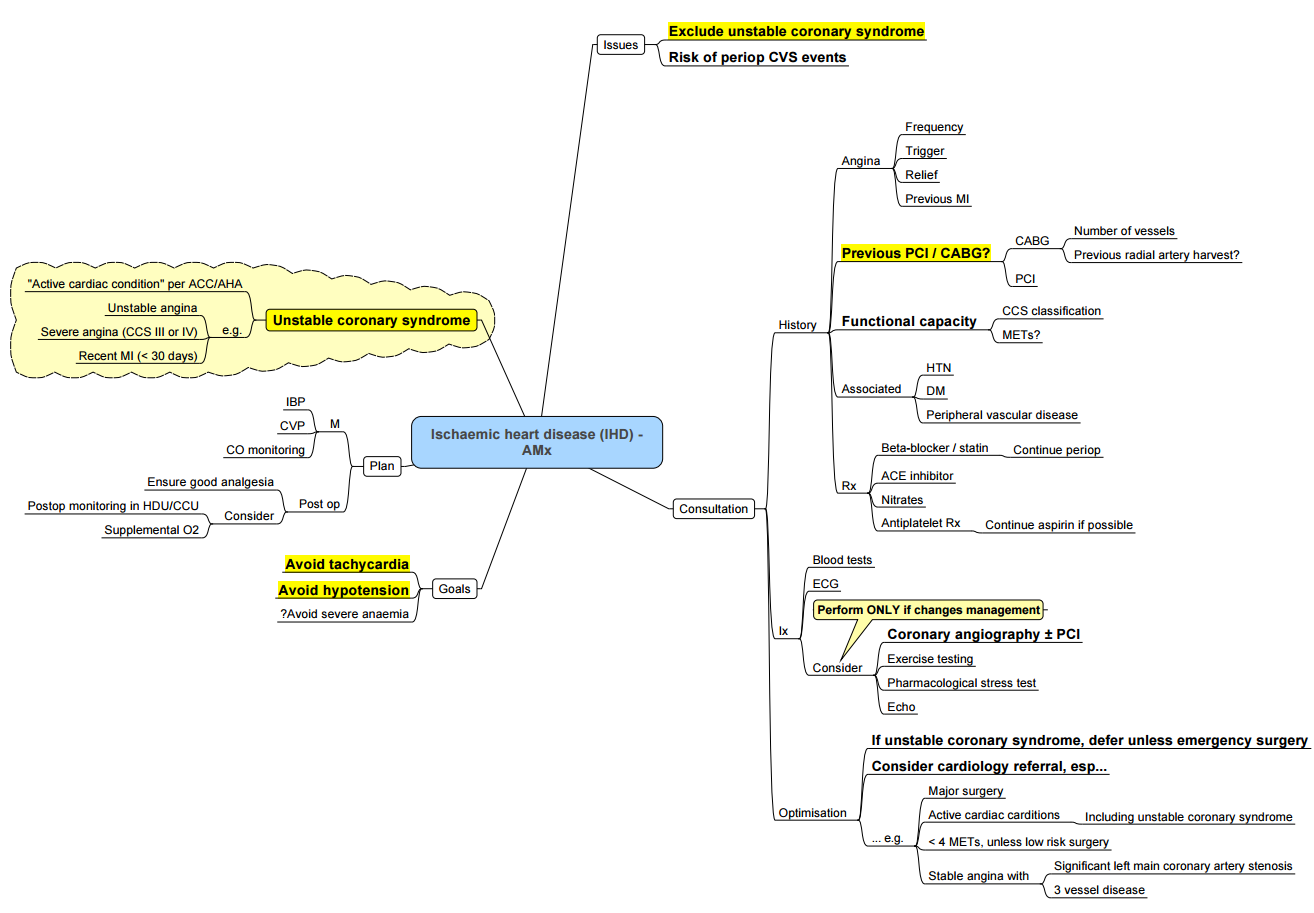 Issues
Exclude unstable coronary syndrome
Risk of periop CVS events
Ischaemic heart disease (IHD) -
AMx
Unstable coronary syndrome
"Active cardiac condition" per ACC/AHA
e.g.
Unstable angina
Severe angina (CCS III or IV)
Recent MI (< 30 days)
Plan
M
IBP
CVP
CO monitoring
Post op
Ensure good analgesia
Consider
Postop monitoring in HDU/CCU
Supplemental O2
Goals
Avoid tachycardia
Avoid hypotension
?Avoid severe anaemia
Consultation
History
Angina
Frequency
Trigger
Relief
Previous MI
Previous PCI / CABG?
CABG
Number of vessels
Previous radial artery harvest?
PCI
Functional capacity
CCS classification
METs?
Associated
HTN
DM
Peripheral vascular disease
Rx
Beta-blocker / statin
Continue periop
ACE inhibitor
Nitrates
Antiplatelet Rx
Continue aspirin if possible
Ix
Blood tests
ECG
Perform ONLY if changes management
Consider
Coronary angiography ± PCI
Exercise testing
Pharmacological stress test
Echo
Optimisation
If unstable coronary syndrome, defer unless emergency surgery
Consider cardiology referral, esp...
... e.g.
Major surgery
Active cardiac carditions
Including unstable coronary syndrome
< 4 METs, unless low risk surgery
Stable angina with
Significant left main coronary artery stenosis
3 vessel disease